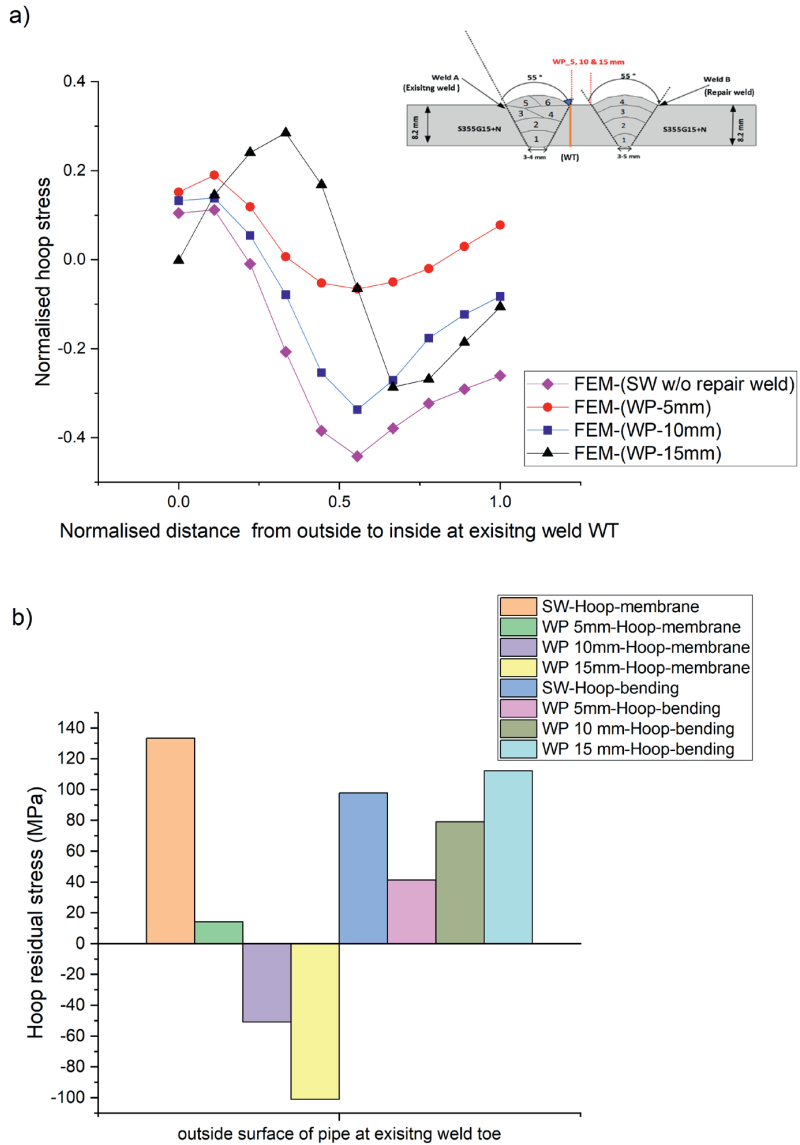 a)
0.4
0.2
0.0
-0.2
-0.4
Normalised hoop stress
0.0
0.5
1.0
Normalised distance from outside to inside at exisitng weld WT
WP_5, 10 & 15 mm
Weld A
(Exisitng weld )
55 °
55 °
Weld B
(Repair weld)
8.2 mm
S355G15+N
5
6
3
4
2
1
4
3
2
1
S355G15+N
8.2 mm
3-4 mm
(WT)
3-5 mm
FEM-(SW w/o repair weld)
FEM-(WP-5mm)
FEM-(WP-10mm)
FEM-(WP-15mm)
b)
SW-Hoop-membrane
WP 5mm-Hoop-membrane
WP 10mm-Hoop-membrane
WP 15mm-Hoop-membrane
SW-Hoop-bending
WP 5mm-Hoop-bending
WP 10 mm-Hoop-bending
WP 15 mm-Hoop-bending
140
120
100
80
60
40
20
0
-20
-40
-60
-80
-100
Hoop residual stress (MPa)
outside surface of pipe at exisitng weld toe